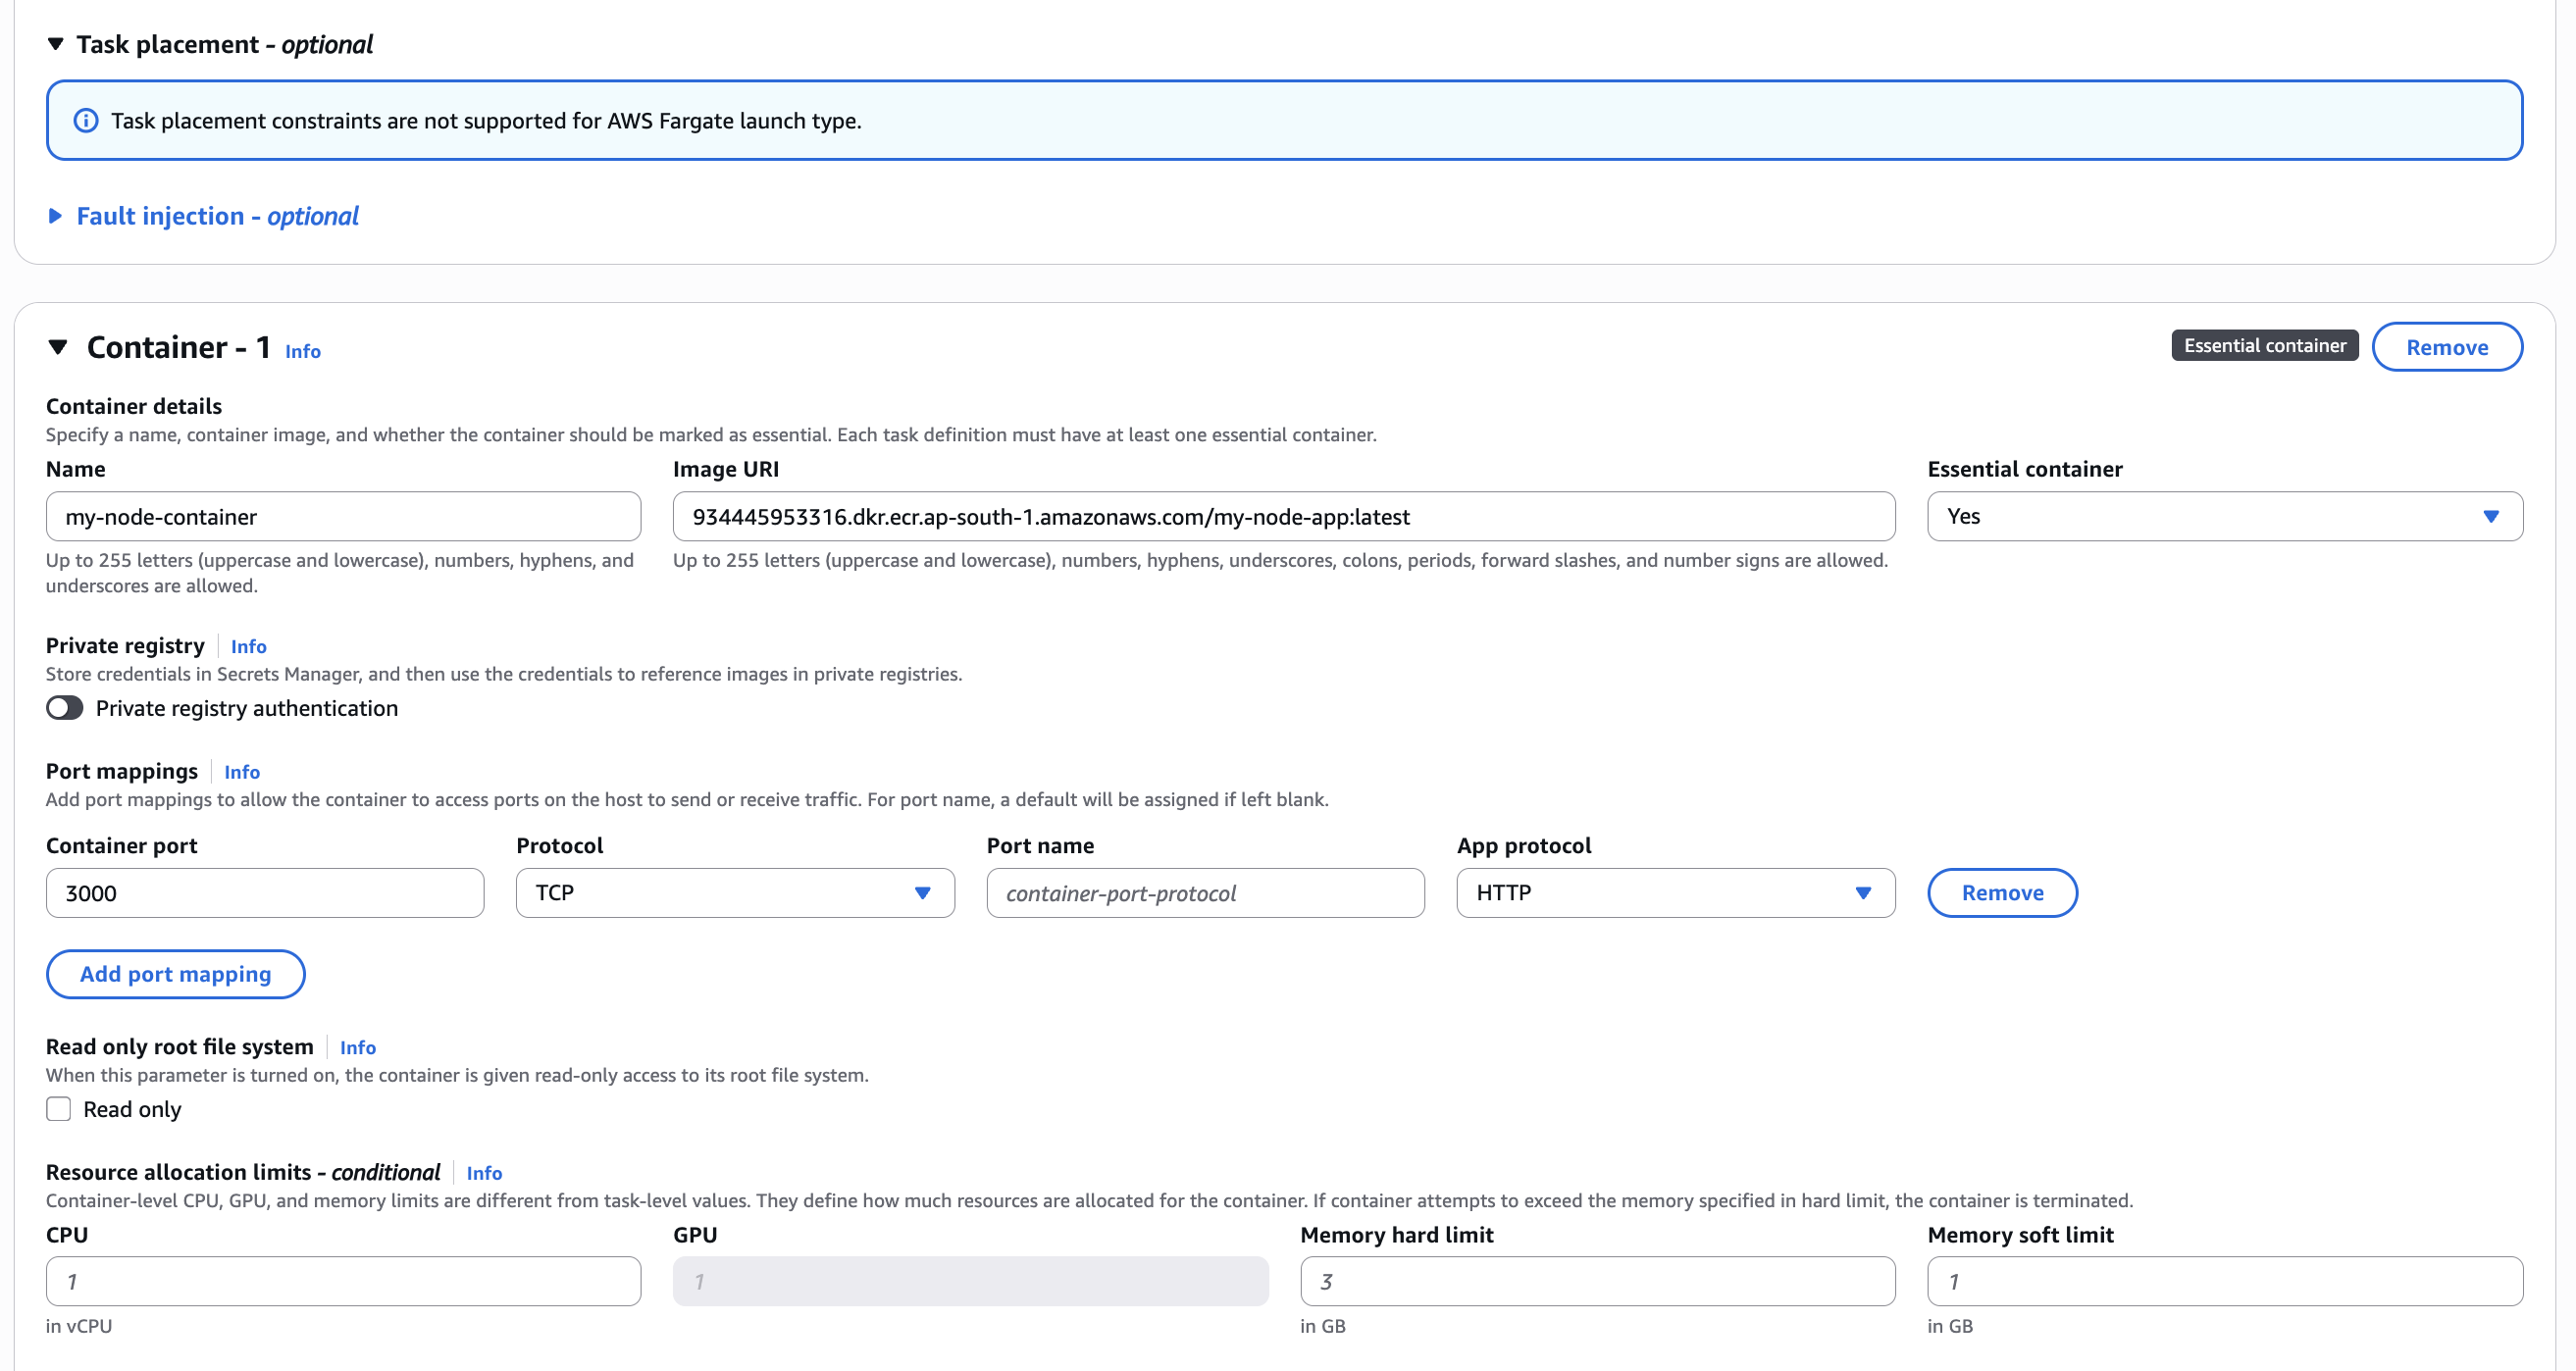 Task placement - optional
Task placement constraints are not supported for AWS Fargate launch type.
Fault injection - optional
Container - 1 Info
Essential container
Remove
Container details
Specify a name, container image, and whether the container should be marked as essential. Each task definition must have at least one essential container.
Name
Image URI
Essential container
my-node-container
934445953316.dkr.ecr.ap-south-1.amazonaws.com/my-node-app:latest
Yes
Up to 255 letters (uppercase and lowercase), numbers, hyphens, and
underscores are allowed.
Up to 255 letters (uppercase and lowercase), numbers, hyphens, underscores, colons, periods, forward slashes, and number signs are allowed.
Private registry Info
Store credentials in Secrets Manager, and then use the credentials to reference images in private registries.
Private registry authentication
Port mappings Info
Add port mappings to allow the container to access ports on the host to send or receive traffic. For port name, a default will be assigned if left blank.
Container port
Protocol
Port name
App protocol
3000
TCP
container-port-protocol
HTTP
Remove
Add port mapping
Read only root file system Info
When this parameter is turned on, the container is given read-only access to its root file system.
Read only
Resource allocation limits - conditional Info
Container-level CPU, GPU, and memory limits are different from task-level values. They define how much resources are allocated for the container. If container attempts to exceed the memory specified in hard limit, the container is terminated.
CPU
GPU
Memory hard limit
Memory soft limit
1
1
3
1
in vCPU
in GB
in GB